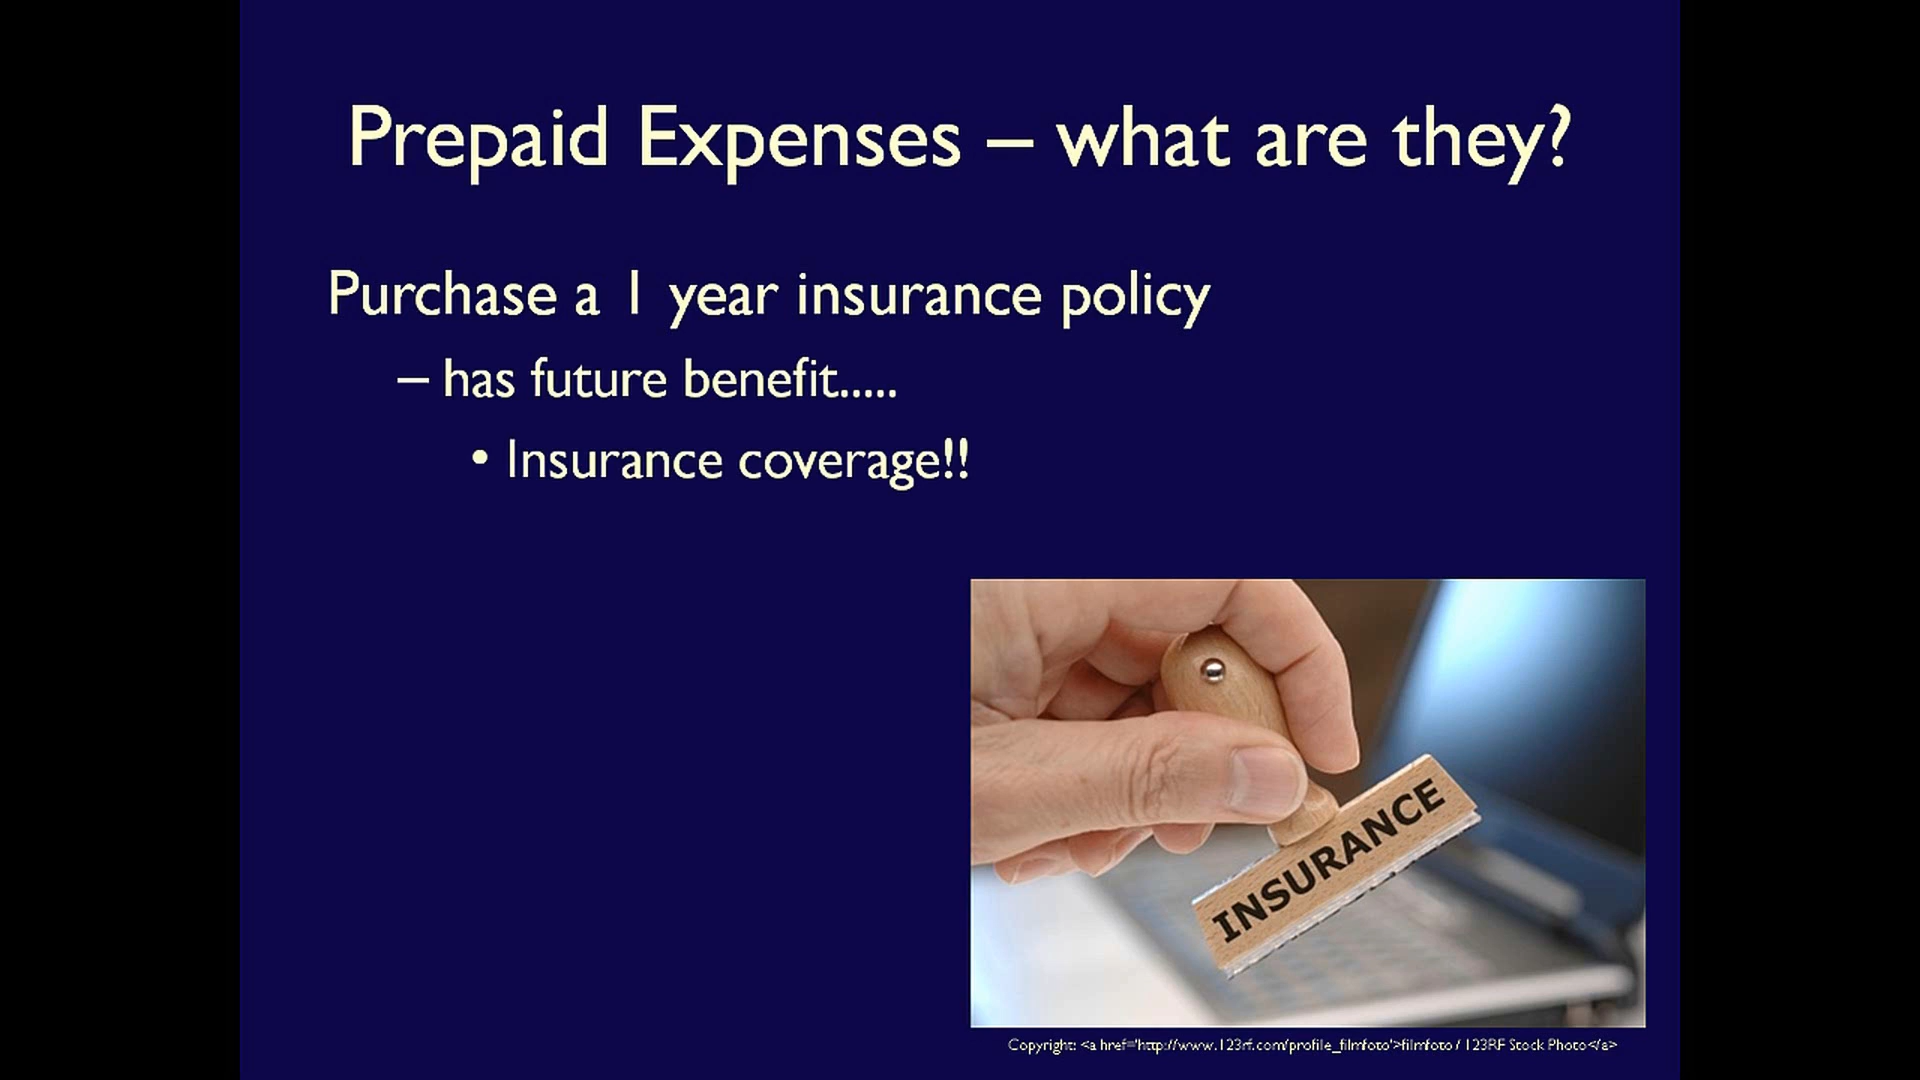 Prepaid Expenses – what are they?
Purchase a 1 year insurance policy
– has future benefit.....
• Insurance coverage!!
INSURANCE
Copyright: <a href='http://www.123rf.com/profile_filmfoto'>filmfoto / 123RF Stock Photo</a>